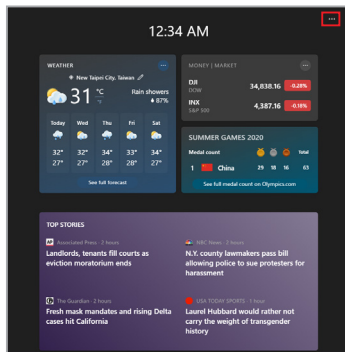 12:34 AM
WEATHER
New Taipei City, Taiwan
31 °C °F
Rain showers
87%
Today Wed Thu Fri Sat
32° 32° 33° 33° 34°
27° 27° 28° 28° 27°
See full forecast
MONEY | MARKET
DJI 34,838.16 -0.28%
DOW
INX 4,387.16 -0.18%
S&P 500
SUMMER GAMES 2020
Medal count Total
1 China 29 18 16 63
See full medal count on Olympics.com
TOP STORIES
AP Associated Press · 2 hours
Landlords, tenants fill courts as
eviction moratorium ends
NBC News · 2 hours
N.Y. county lawmakers pass bill
allowing police to sue protesters for
harassment
The Guardian · 2 hours
Fresh mask mandates and rising Delta
cases hit California
USA TODAY SPORTS · 1 hour
Laurel Hubbard would rather not
carry the weight of transgender
history